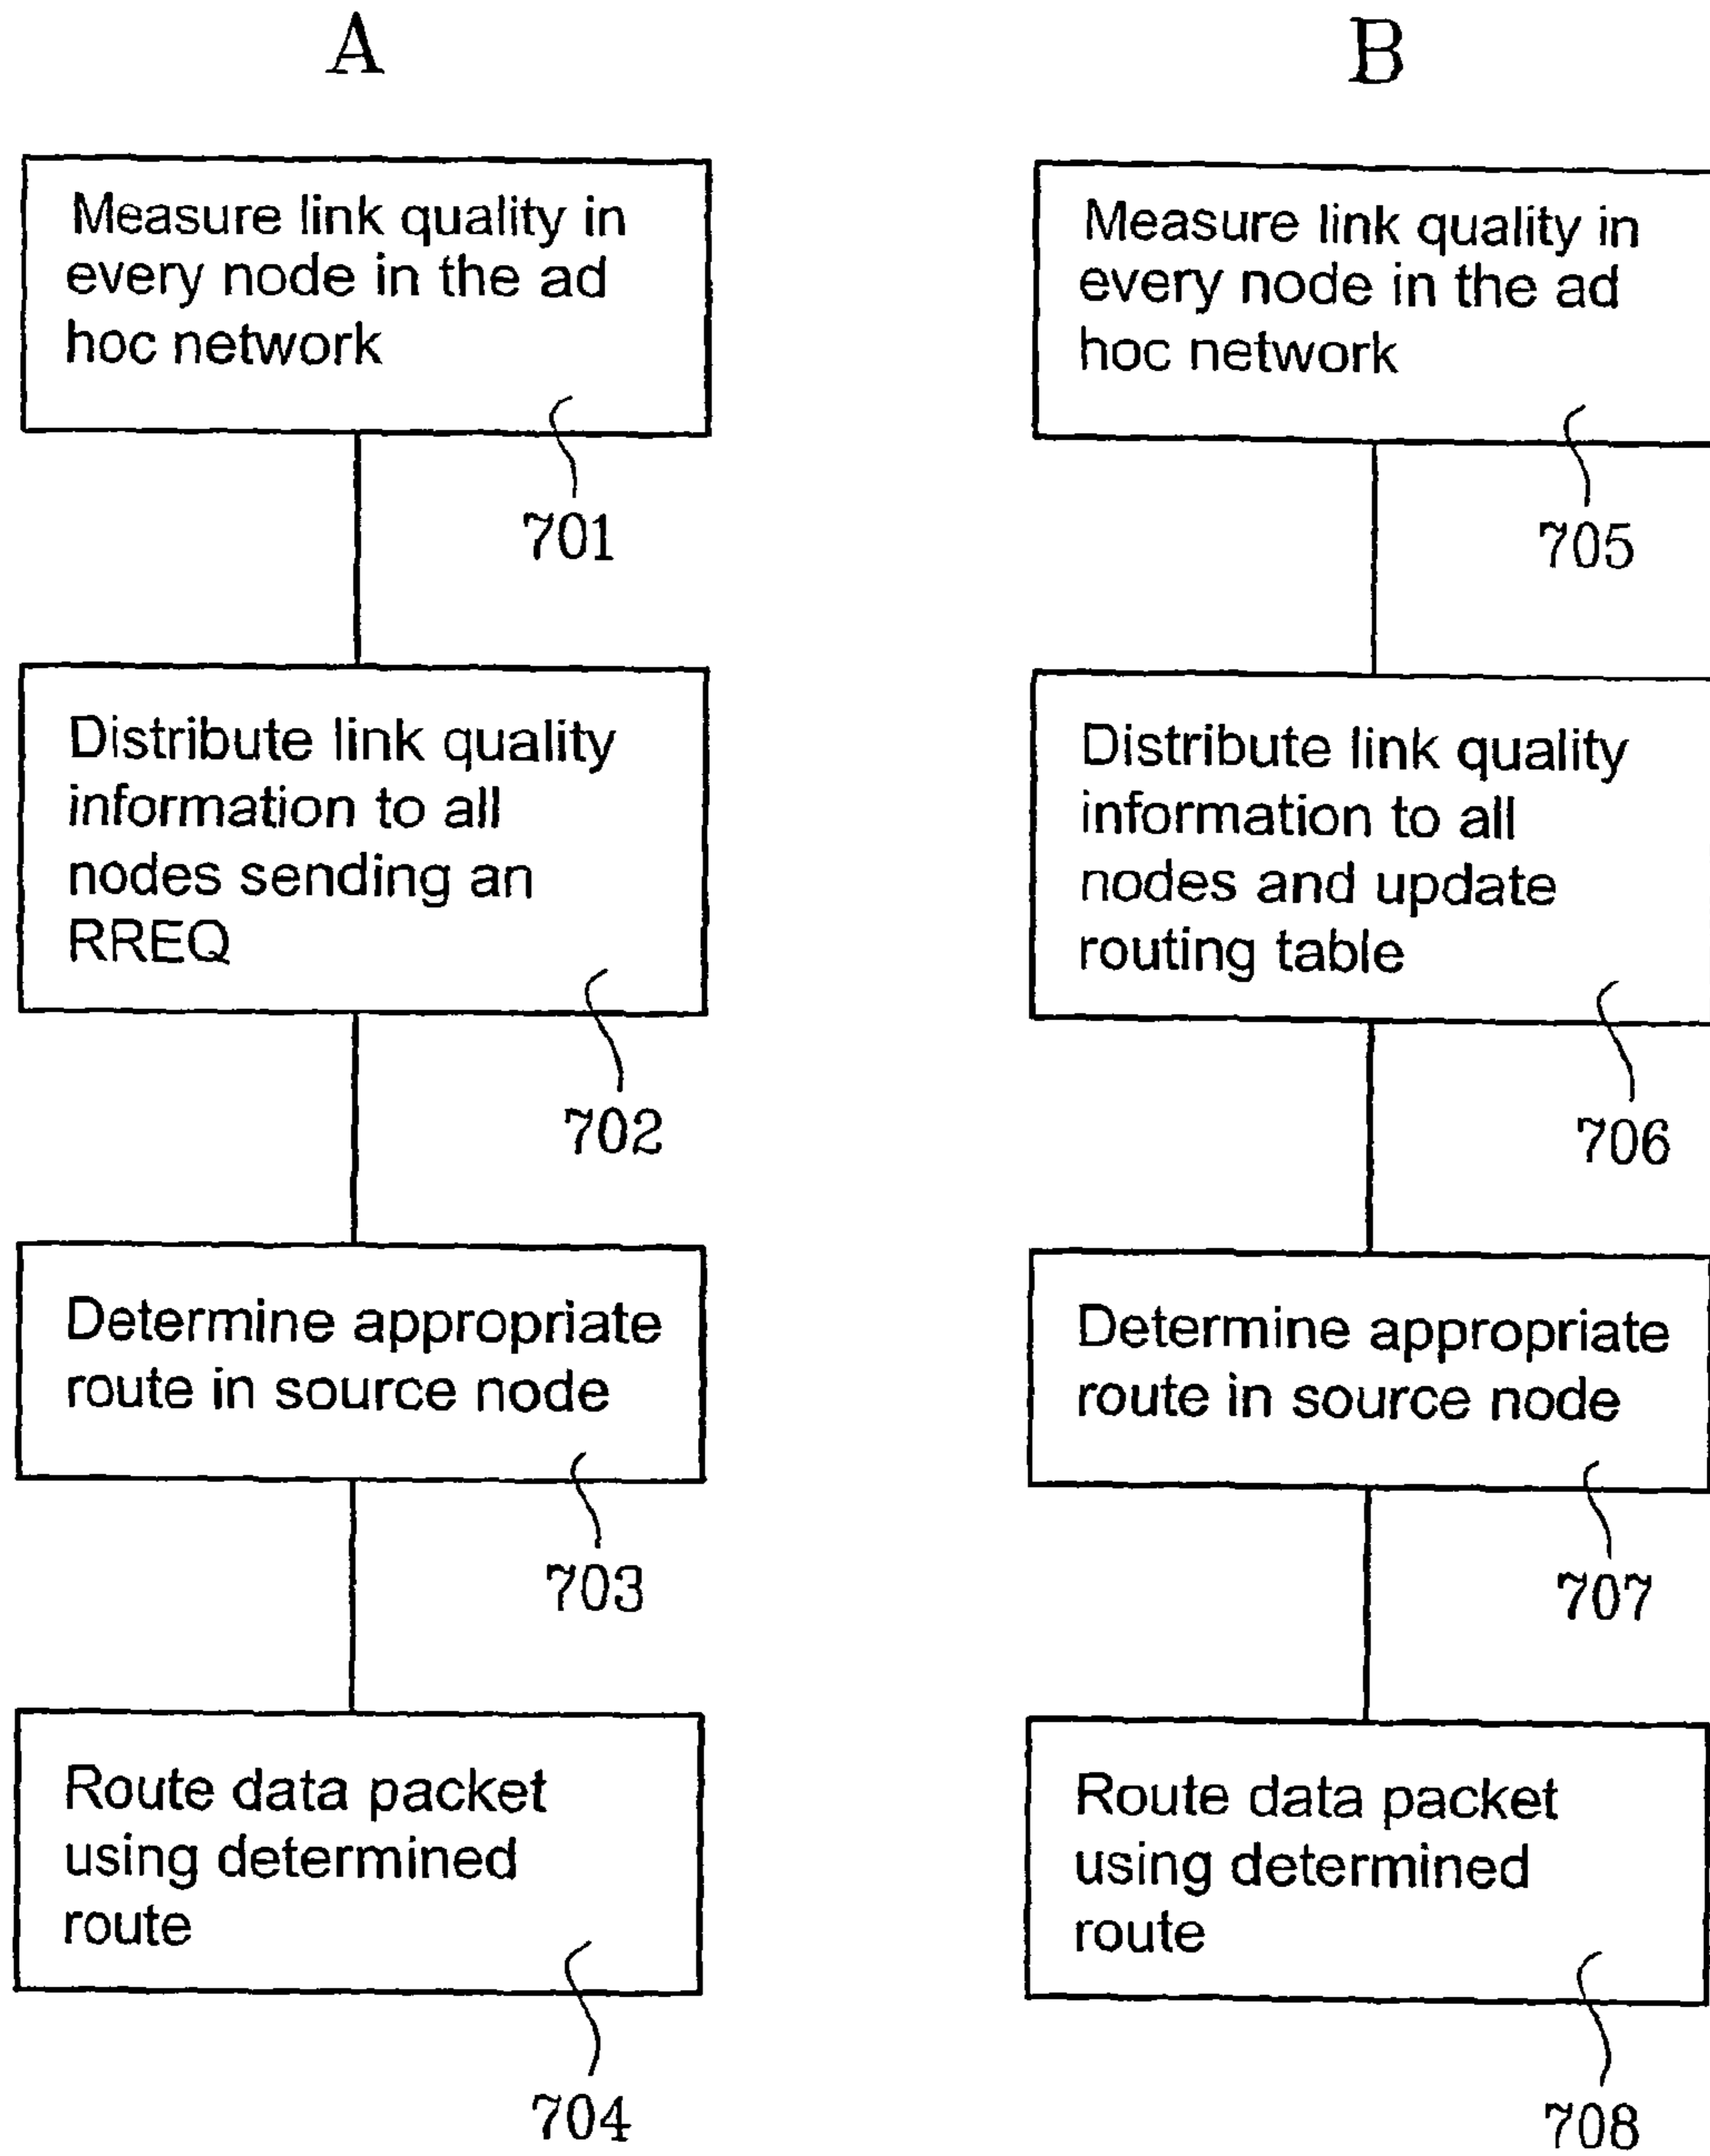 A
Measure link quality in
every node in the ad
hoc network
701
Distribute link quality
information to all
nodes sending an
RREQ
702
Determine appropriate
route in source node
703
Route data packet
using determined
route
704
B
Measure link quality in
every node in the ad
hoc network
705
Distribute link quality
information to all
nodes and update
routing table
706
Determine appropriate
route in source node
707
Route data packet
using determined
route
708